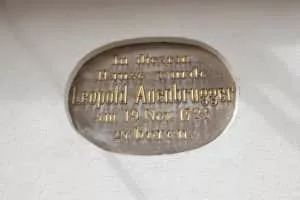 In diesem
Hause wurde
Leopold Auenbrugger
am 19. Nov. 1722
geboren.